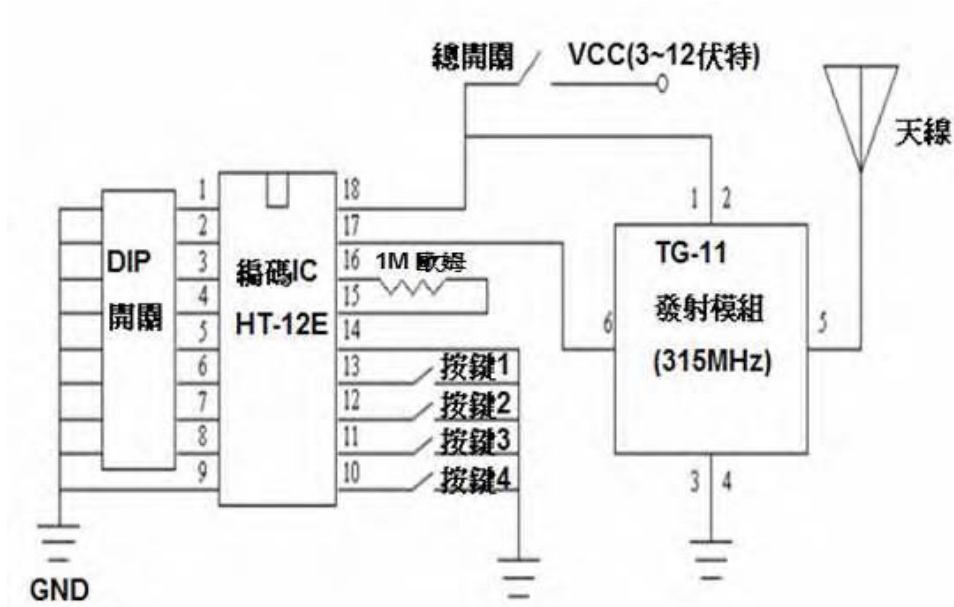 總開關 VCC(3~12伏特)
天線
1 2
1 18
2 17
3 16 1M 歐姆
4 15
5 14
6 13 按鍵1
7 12 按鍵2
8 11 按鍵3
9 10 按鍵4
DIP
開關
編碼IC
HT-12E
TG-11
發射模組
(315MHz)
6 5
3 4
GND